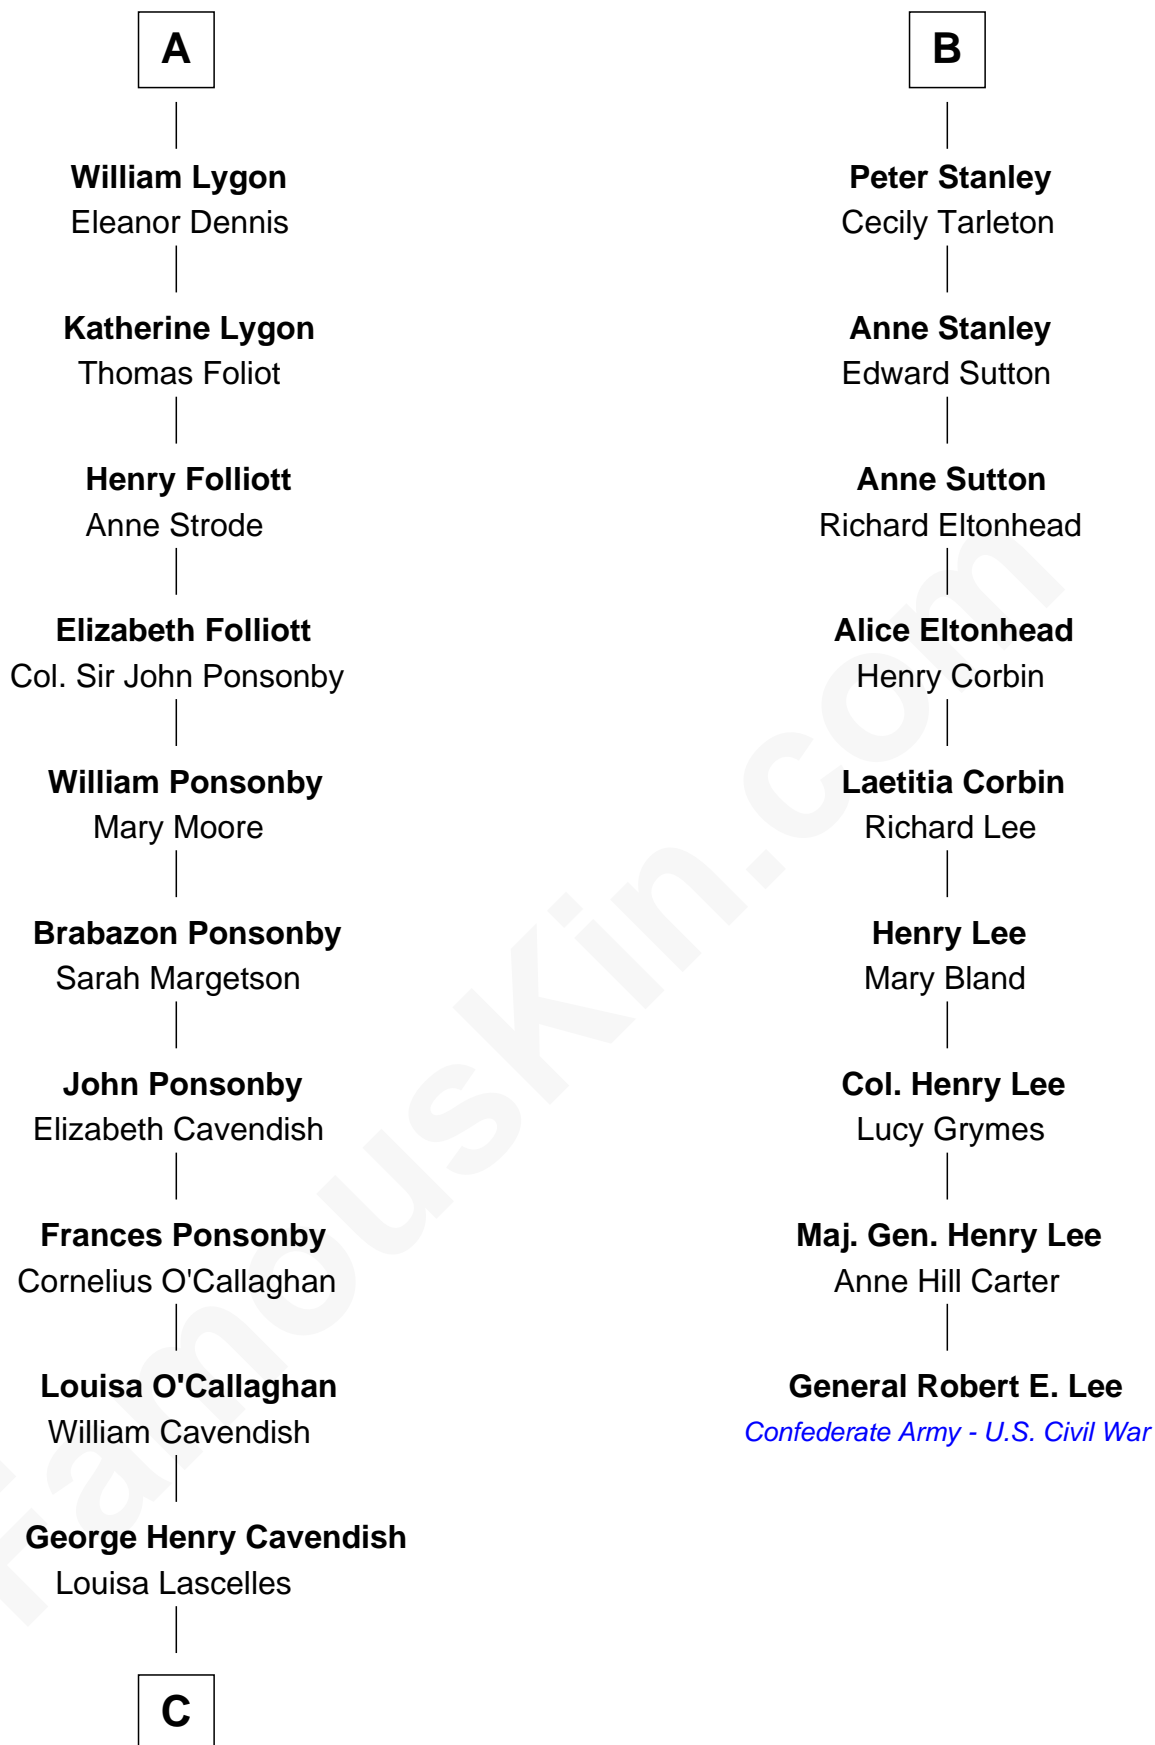 A
William Lygon
Eleanor Dennis
Katherine Lygon
Thomas Foliot
Henry Folliott
Anne Strode
Elizabeth Folliott
Col. Sir John Ponsonby
William Ponsonby
Mary Moore
Brabazon Ponsonby
Sarah Margetson
John Ponsonby
Elizabeth Cavendish
Frances Ponsonby
Cornelius O'Callaghan
Louisa O'Callaghan
William Cavendish
George Henry Cavendish
Louisa Lascelles
C
B
Peter Stanley
Cecily Tarleton
Anne Stanley
Edward Sutton
Anne Sutton
Richard Eltonhead
Alice Eltonhead
Henry Corbin
Laetitia Corbin
Richard Lee
Henry Lee
Mary Bland
Col. Henry Lee
Lucy Grymes
Maj. Gen. Henry Lee
Anne Hill Carter
General Robert E. Lee
Confederate Army - U.S. Civil War
FamousKin.com